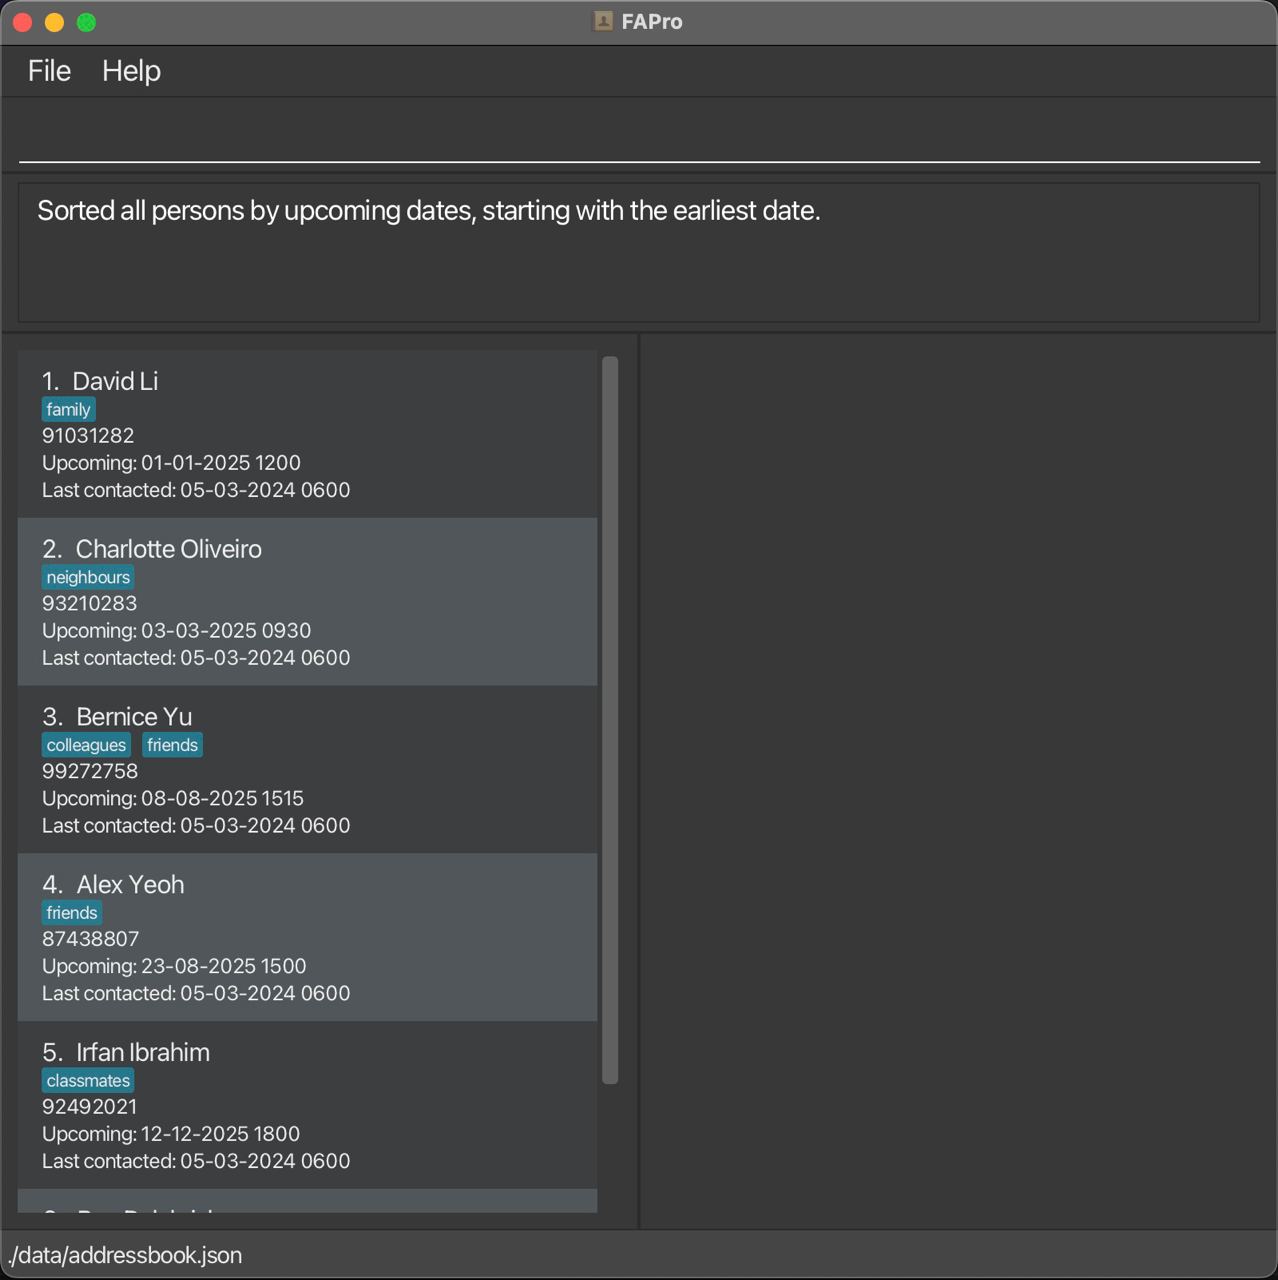 FAPro
File Help
Sorted all persons by upcoming dates, starting with the earliest date.
1. David Li
family
91031282
Upcoming: 01-01-2025 1200
Last contacted: 05-03-2024 0600
2. Charlotte Oliveiro
neighbours
93210283
Upcoming: 03-03-2025 0930
Last contacted: 05-03-2024 0600
3. Bernice Yu
colleagues friends
99272758
Upcoming: 08-08-2025 1515
Last contacted: 05-03-2024 0600
4. Alex Yeoh
friends
87438807
Upcoming: 23-08-2025 1500
Last contacted: 05-03-2024 0600
5. Irfan Ibrahim
classmates
92492021
Upcoming: 12-12-2025 1800
Last contacted: 05-03-2024 0600
./data/addressbook.json